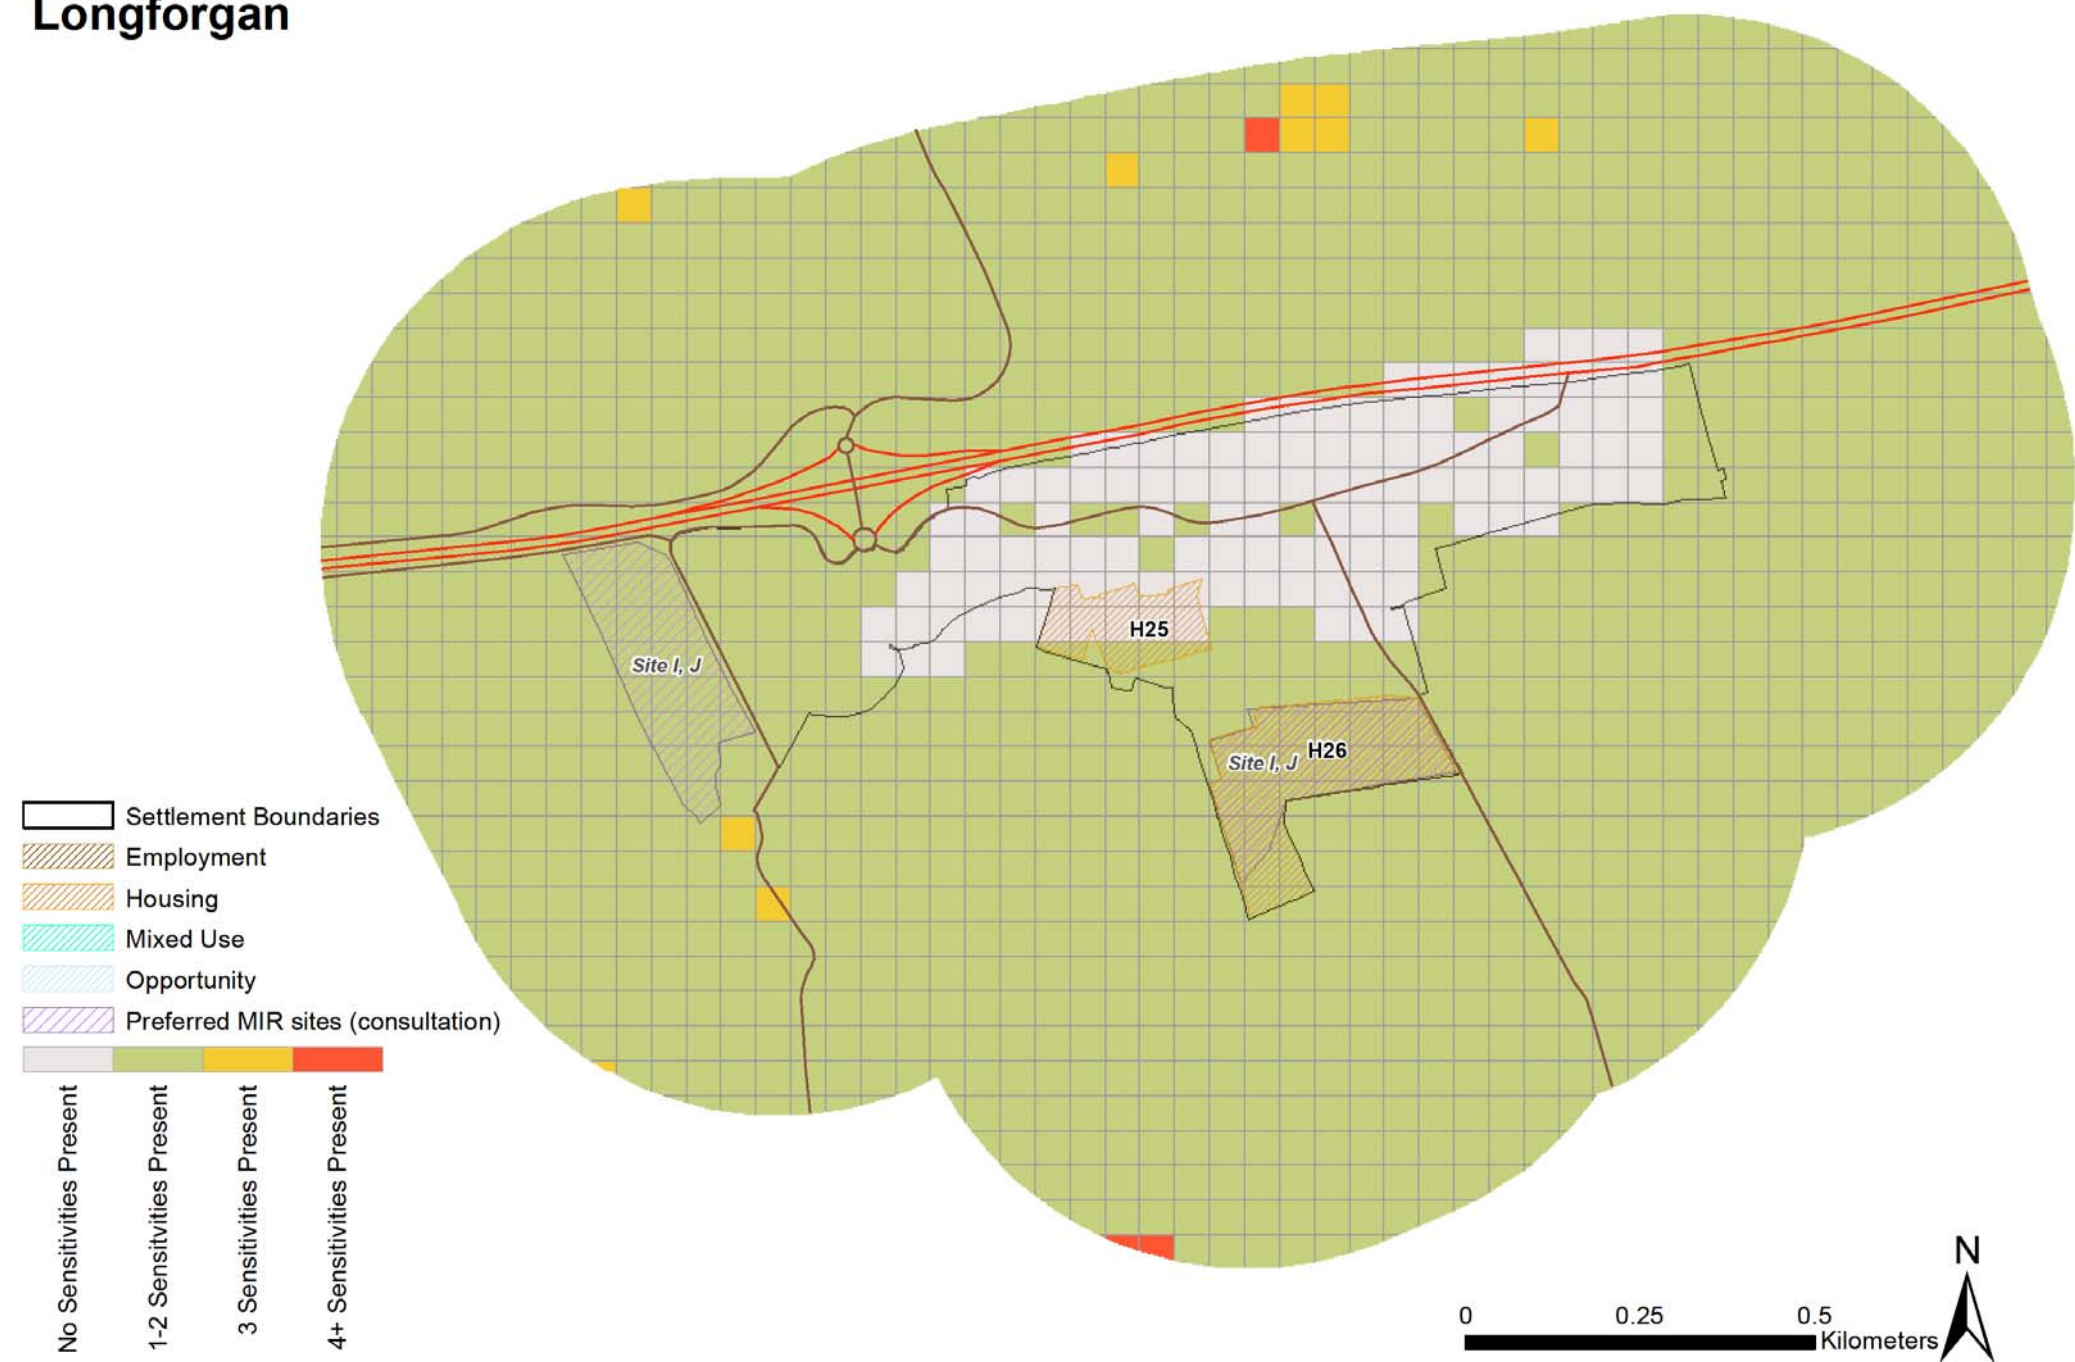 Longforgan
H25
Site I, J
H26
Site I, J
Settlement Boundaries
Employment
Housing
Mixed Use
Opportunity
Preferred MIR sites (consultation)
No Sensitivities Present
1-2 Sensitvities Present
3 Sensitivities Present
4+ Sensitivities Present
N
0 0.25 0.5
Kilometers